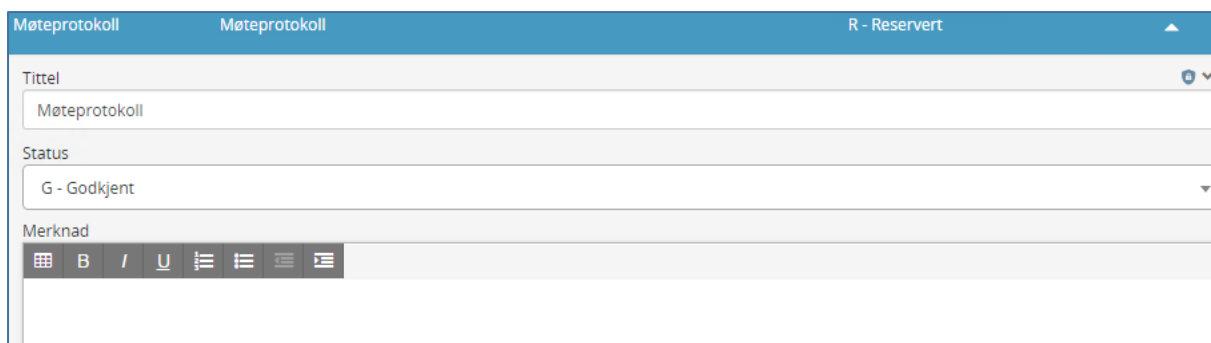 Møteprotokoll Møteprotokoll R - Reservert
Tittel
Møteprotokoll
Status
G - Godkjent
Merknad
B I U